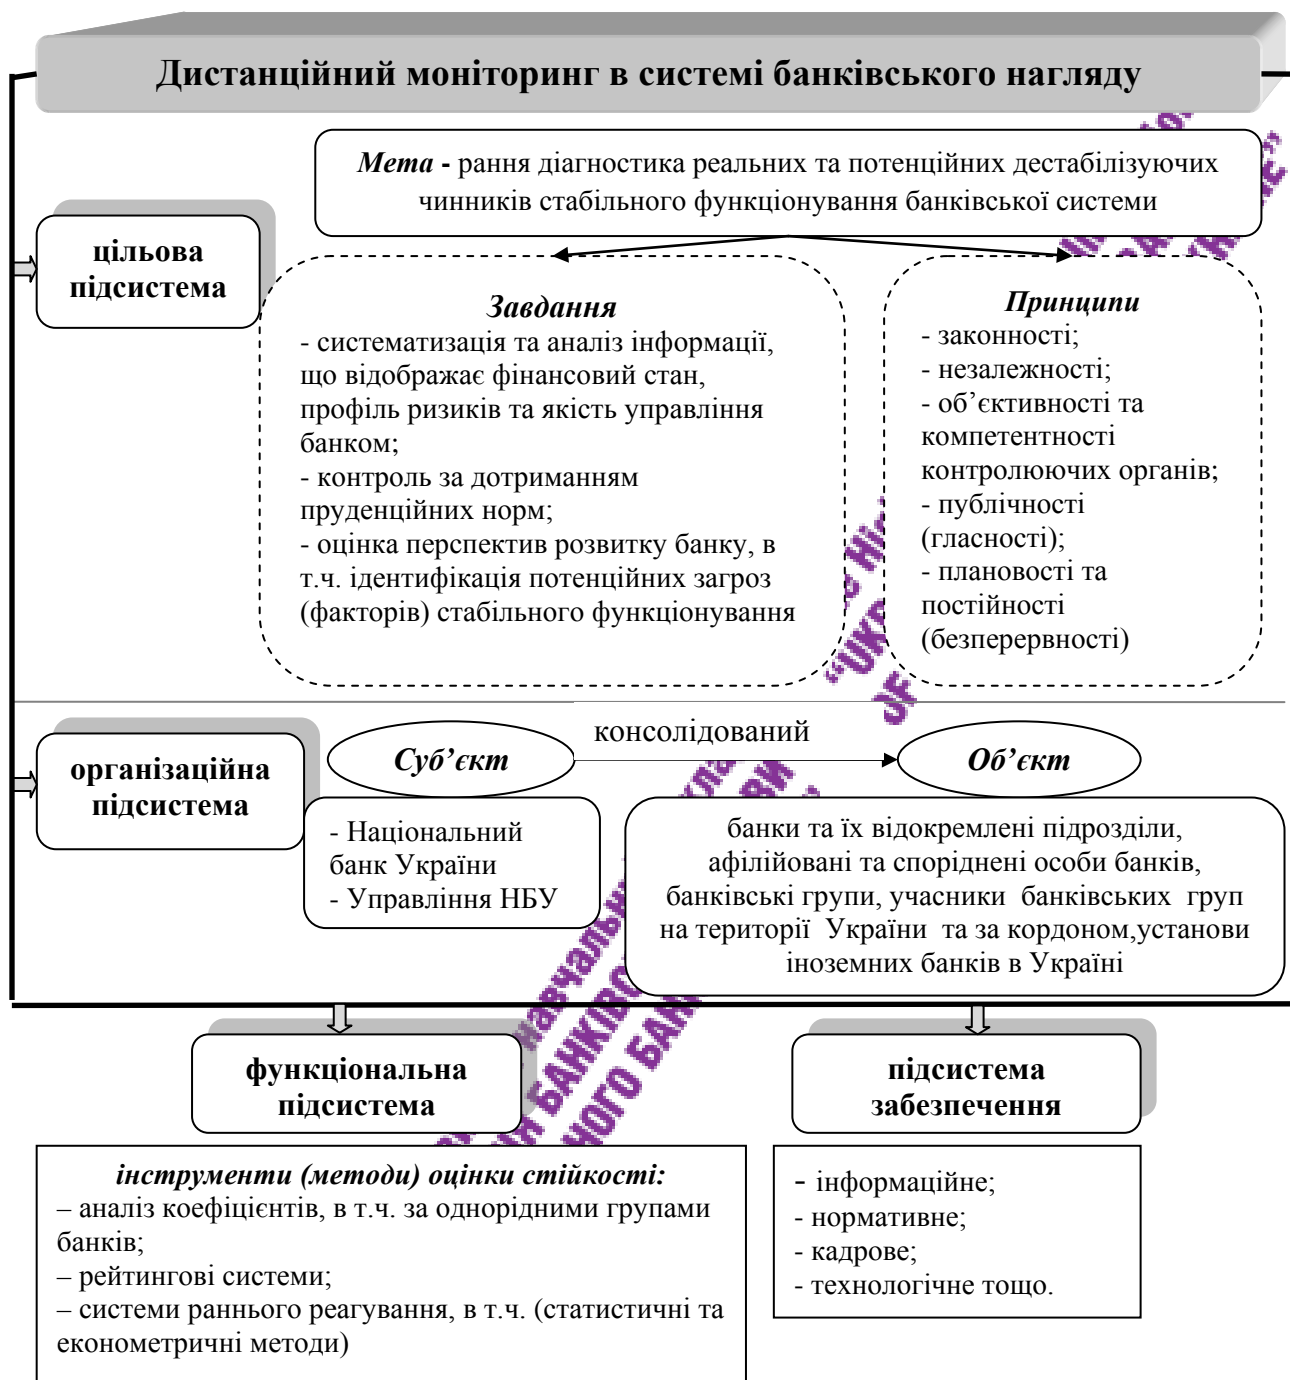 Дистанційний моніторинг в системі банківського нагляду
Мета - рання діагностика реальних та потенційних дестабілізуючих
чинників стабільного функціонування банківської системи
цільова
підсистема
Завдання
- систематизація та аналіз інформації,
що відображає фінансовий стан,
профіль ризиків та якість управління
банком;
- контроль за дотриманням
пруденційних норм;
- оцінка перспектив розвитку банку, в
т.ч. ідентифікація потенційних загроз
(факторів) стабільного функціонування
Принципи
- законності;
- незалежності;
- об’єктивності та
компетентності
контролюючих органів;
- публічності
(гласності);
- плановості та
постійності
(безперервності)
організаційна
підсистема
Суб’єкт
консолідований
Об’єкт
- Національний
банк України
- Управління НБУ
банки та їх відокремлені підрозділи,
афілійовані та споріднені особи банків,
банківські групи, учасники банківських груп
на території України та за кордоном,установи
іноземних банків в Україні
функціональна
підсистема
підсистема
забезпечення
інструменти (методи) оцінки стійкості:
– аналіз коефіцієнтів, в т.ч. за однорідними групами
банків;
– рейтингові системи;
– системи раннього реагування, в т.ч. (статистичні та
економетричні методи)
- інформаційне;
- нормативне;
- кадрове;
- технологічне тощо.